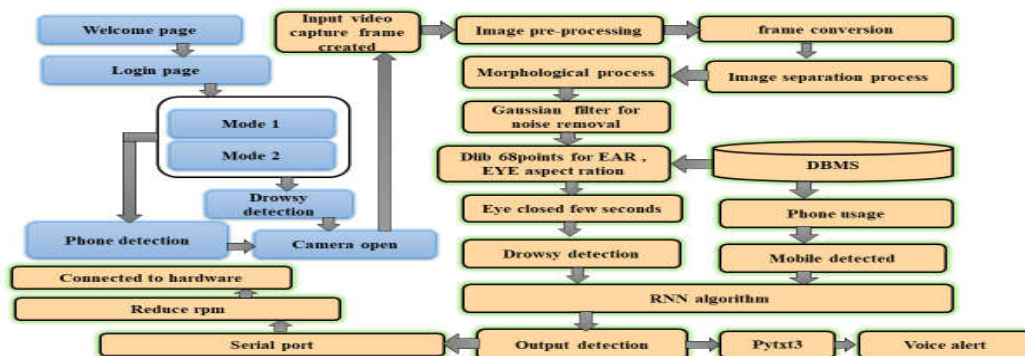 Welcome page
Login page
Mode 1
Mode 2
Drowsy
detection
Phone detection
Camera open
Input video
capture frame
created
Image pre-processing
frame conversion
Image separation process
Morphological process
Gaussian filter for
noise removal
Dlib 68points for EAR ,
EYE aspect ration
DBMS
Eye closed few seconds
Phone usage
Drowsy detection
Mobile detected
RNN algorithm
Output detection
Pytxt3
Voice alert
Serial port
Reduce rpm
Connected to hardware